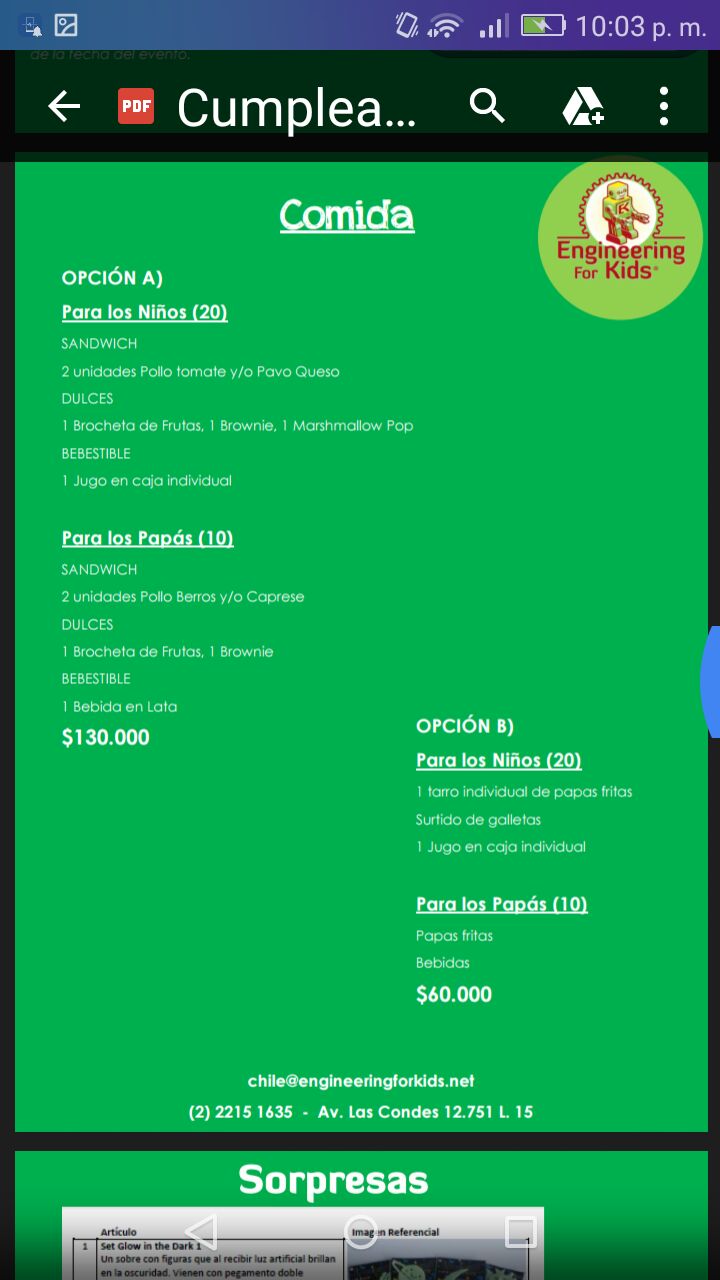 10:03 p. m.
de la fecha del evento.
PDF
Cumplea...
Comida
Engineering
For Kids
OPCIÓN A)
Para los Niños (20)
SANDWICH
2 unidades Pollo tomate y/o Pavo Queso
DULCES
1 Brocheta de Frutas, 1 Brownie, 1 Marshmallow Pop
BEBESTIBLE
1 Jugo en caja individual
Para los Papás (10)
SANDWICH
2 unidades Pollo Berros y/o Caprese
DULCES
1 Brocheta de Frutas, 1 Brownie
BEBESTIBLE
1 Bebida en Lata
$130.000
OPCIÓN B)
Para los Niños (20)
1 tarro individual de papas fritas
Surtido de galletas
1 Jugo en caja individual
Para los Papás (10)
Papas fritas
Bebidas
$60.000
chile@engineeringforkids.net
(2) 2215 1635 - Av. Las Condes 12.751 L. 15
Sorpresas
Artículo Imagen Referencial
1 Set Glow in the Dark 1
Un sobre con figuras que al recibir luz artificial brillan
en la oscuridad. Vienen con pegamento doble